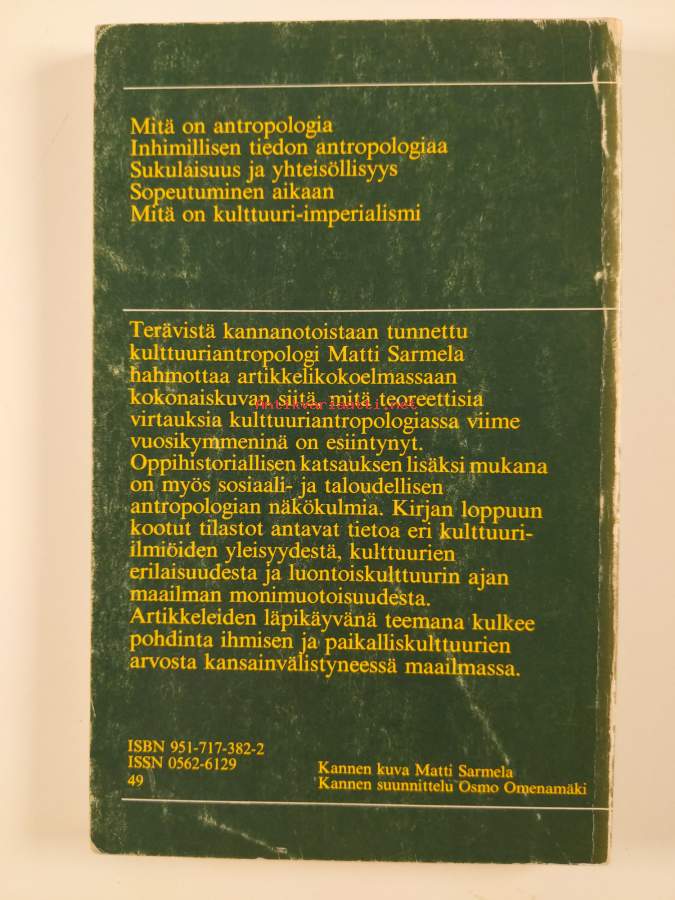 Mitä on antropologia
Inhimillisen tiedon antropologiaa
Sukulaisuus ja yhteisöllisyys
Sopeutuminen aikaan
Mitä on kulttuuri-imperialismi
Terävistä kannanotoistaan tunnettu
kulttuuriantropologi Matti Sarmela
hahmottaa artikkelikokoelmassaan
kokonaiskuvan siitä, mitä teoreettisia
Antikvariaatti.net
virtauksia kulttuuriantropologiassa viime
vuosikymmeninä on esiintynyt.
Oppihistoriallisen katsauksen lisäksi mukana
on myös sosiaali- ja taloudellisen
antropologian näkökulmia. Kirjan loppuun
kootut tilastot antavat tietoa eri kulttuuri-
ilmiöiden yleisyydestä, kulttuurien
erilaisuudesta ja luontoiskulttuurin ajan
maailman monimuotoisuudesta.
Artikkeleiden läpikäyvänä teemana kulkee
pohdinta ihmisen ja paikalliskulttuurien
arvosta kansainvälistyneessä maailmassa.
ISBN 951-717-382-2
ISSN 0562-6129
49
Kannen kuva Matti Sarmela
Kannen suunnittelu Osmo Omenamäki